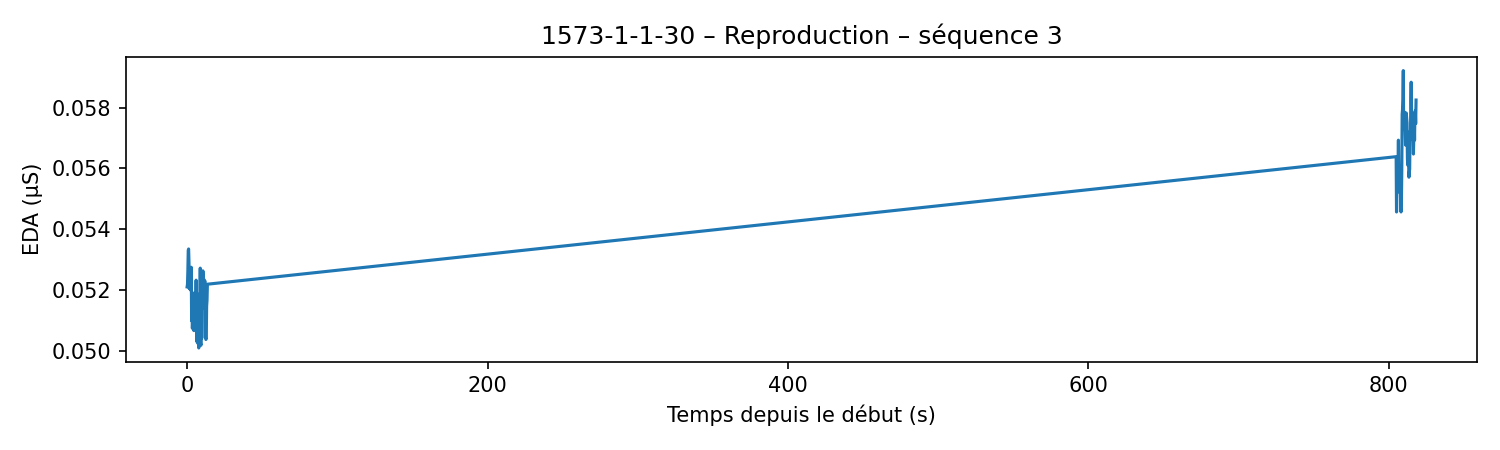 1573-1-1-30 – Reproduction – séquence 3
EDA (µS)
0.058
0.056
0.054
0.052
0.050
0 200 400 600 800
Temps depuis le début (s)